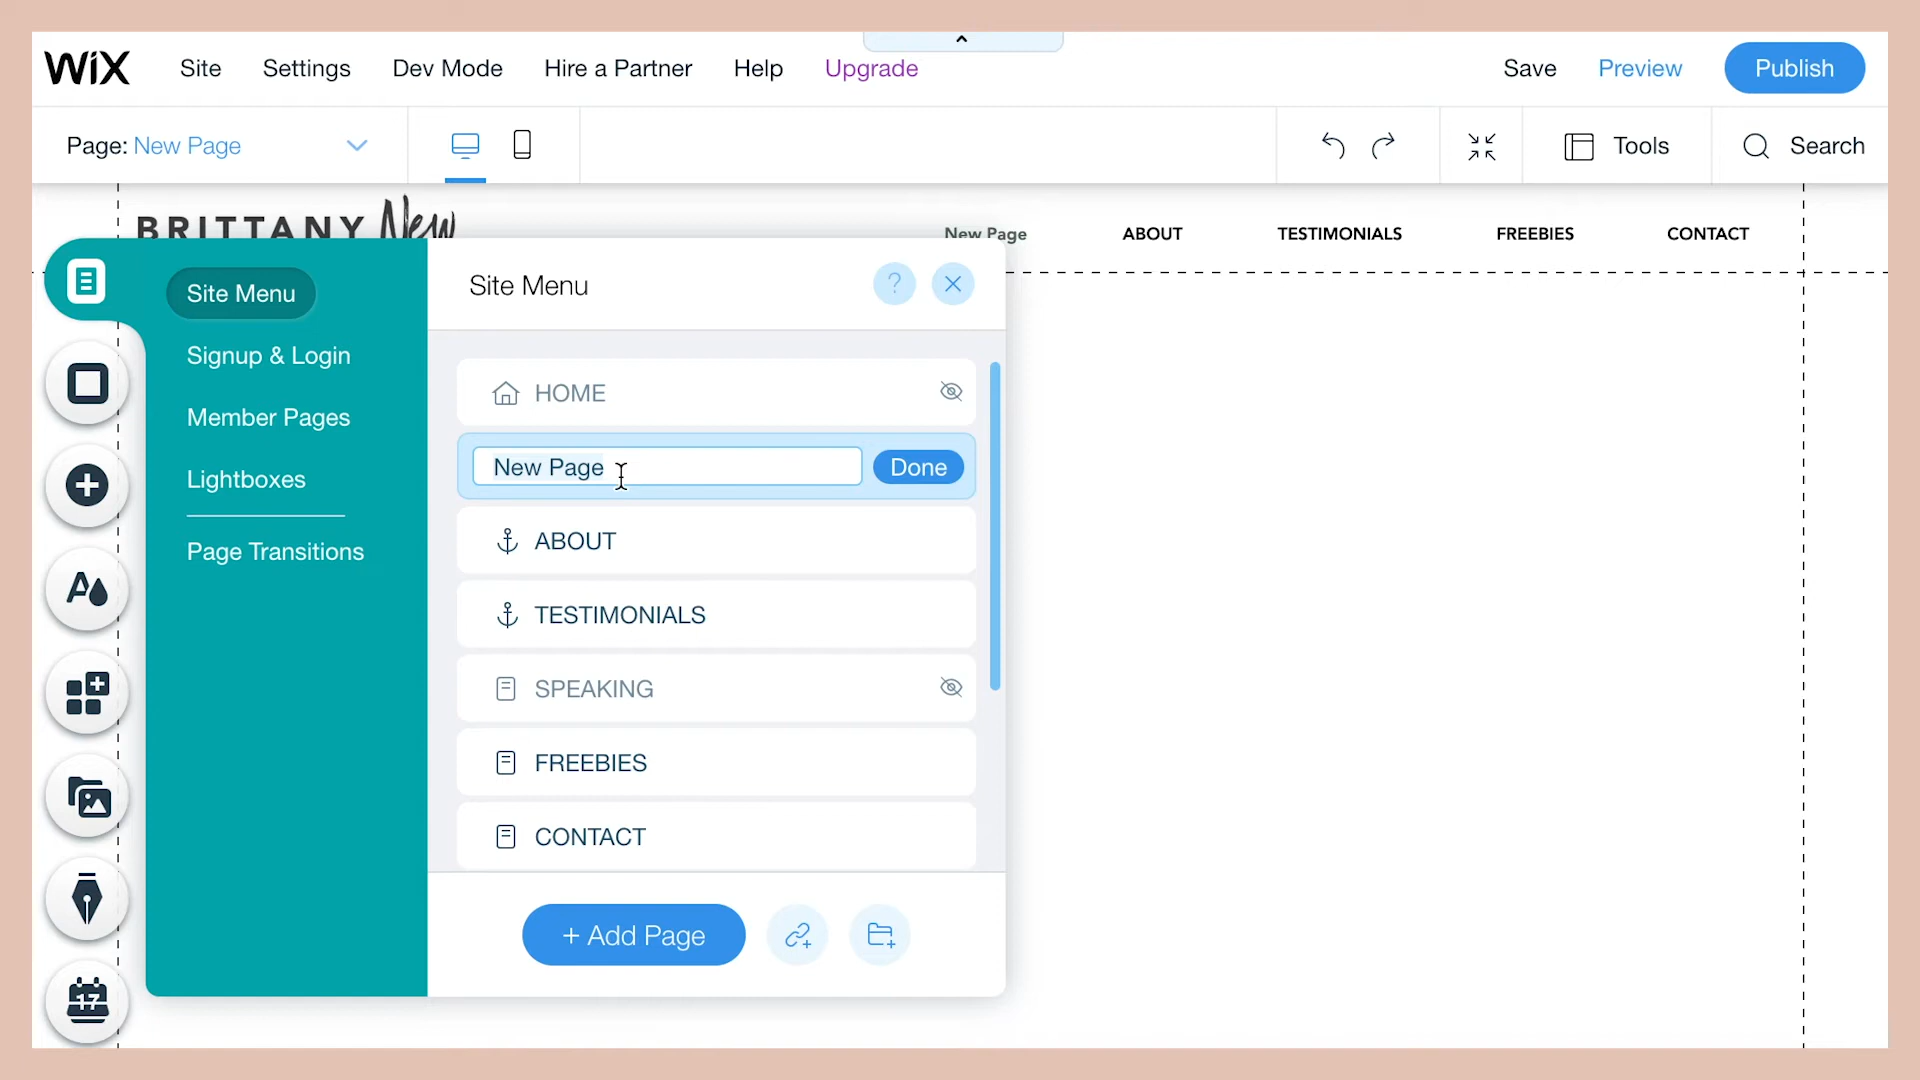 WiX Site Settings Dev Mode Hire a Partner Help Upgrade Save Preview Publish
Page: New Page Tools Search
BRITTANY New New Page ABOUT TESTIMONIALS FREEBIES CONTACT
Site Menu
Signup & Login
Member Pages
Lightboxes
Page Transitions
17
Site Menu ?
HOME
New Page Done
ABOUT
TESTIMONIALS
SPEAKING
FREEBIES
CONTACT
+ Add Page